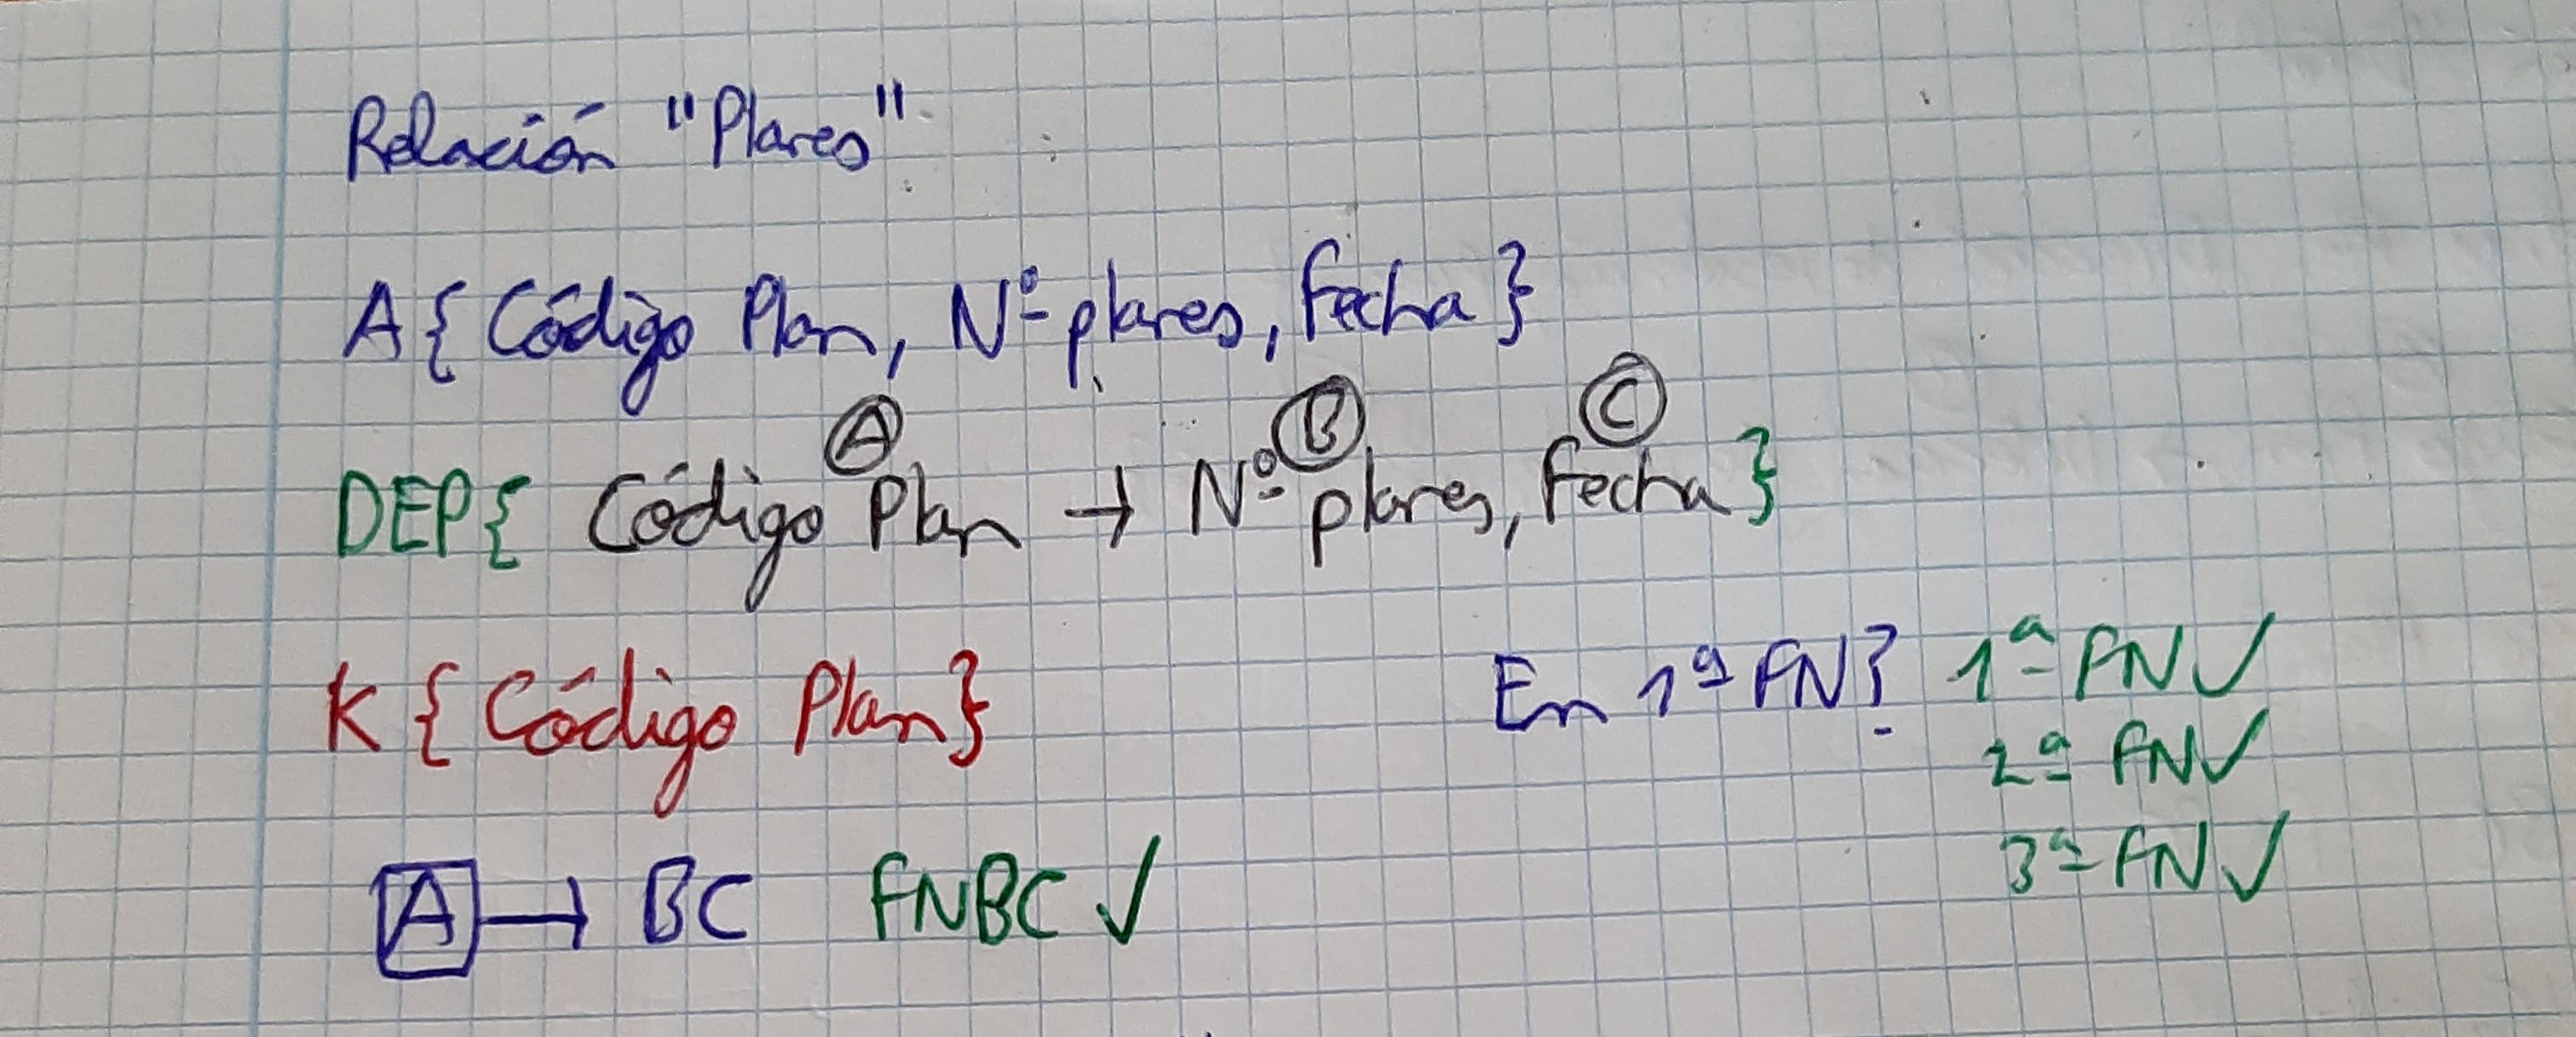 Relación "Planes"
A{ Código Plan, Nº planes, Fecha }
A B C
DEP{ Código Plan → Nº planes, Fecha }
K { Código Plan }
En 1ª FN? 1ª FN ✓
2ª FN ✓
3ª FN ✓
A → BC FNBC ✓